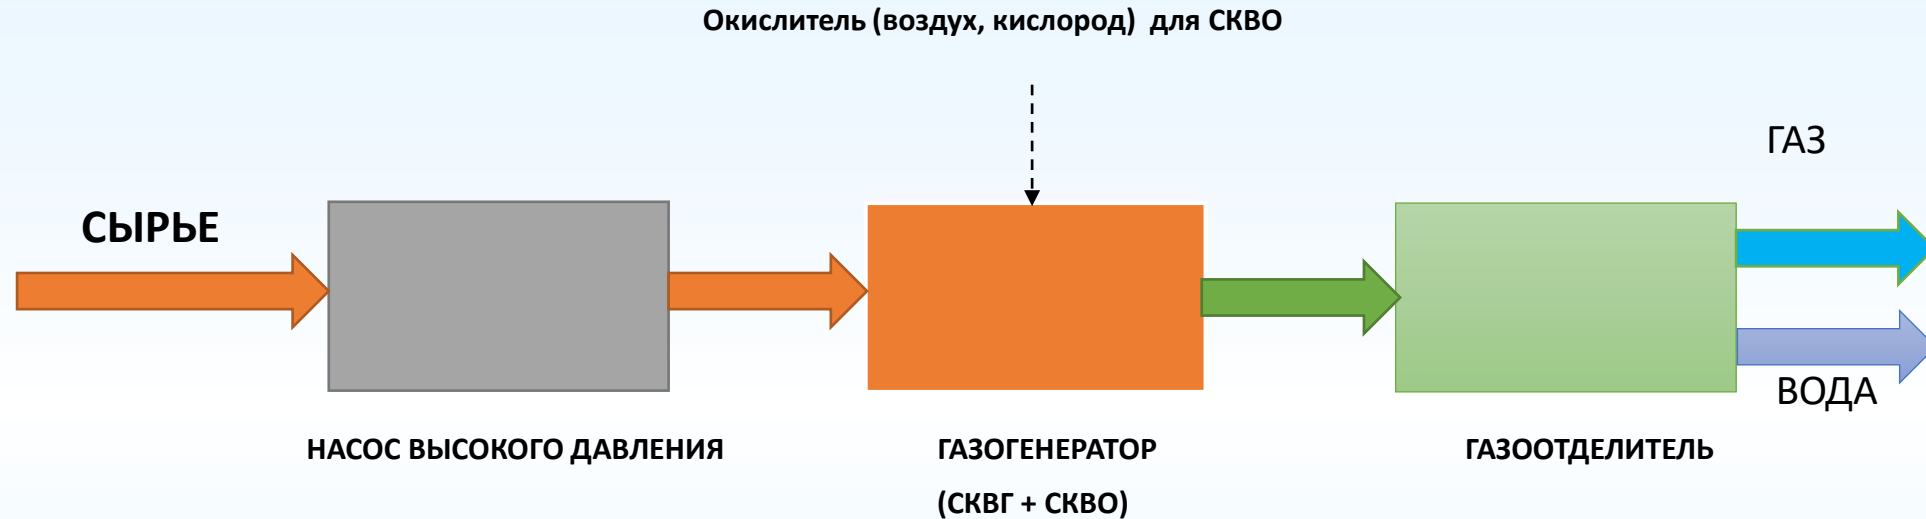 Окислитель (воздух, кислород) для СКВО
ГАЗ
СЫРЬЕ
ВОДА
НАСОС ВЫСОКОГО ДАВЛЕНИЯ
ГАЗОГЕНЕРАТОР
(СКВГ + СКВО)
ГАЗООТДЕЛИТЕЛЬ